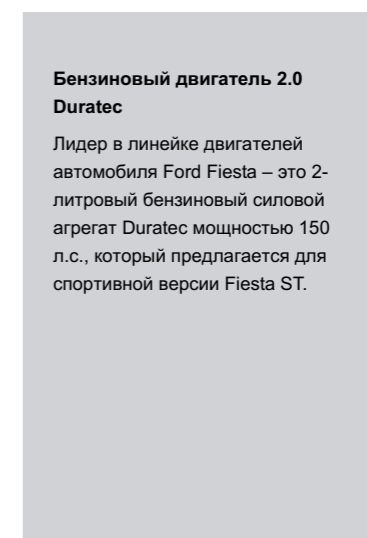 Бензиновый двигатель 2.0
Duratec
Лидер в линейке двигателей
автомобиля Ford Fiesta – это 2-
литровый бензиновый силовой
агрегат Duratec мощностью 150
л.с., который предлагается для
спортивной версии Fiesta ST.